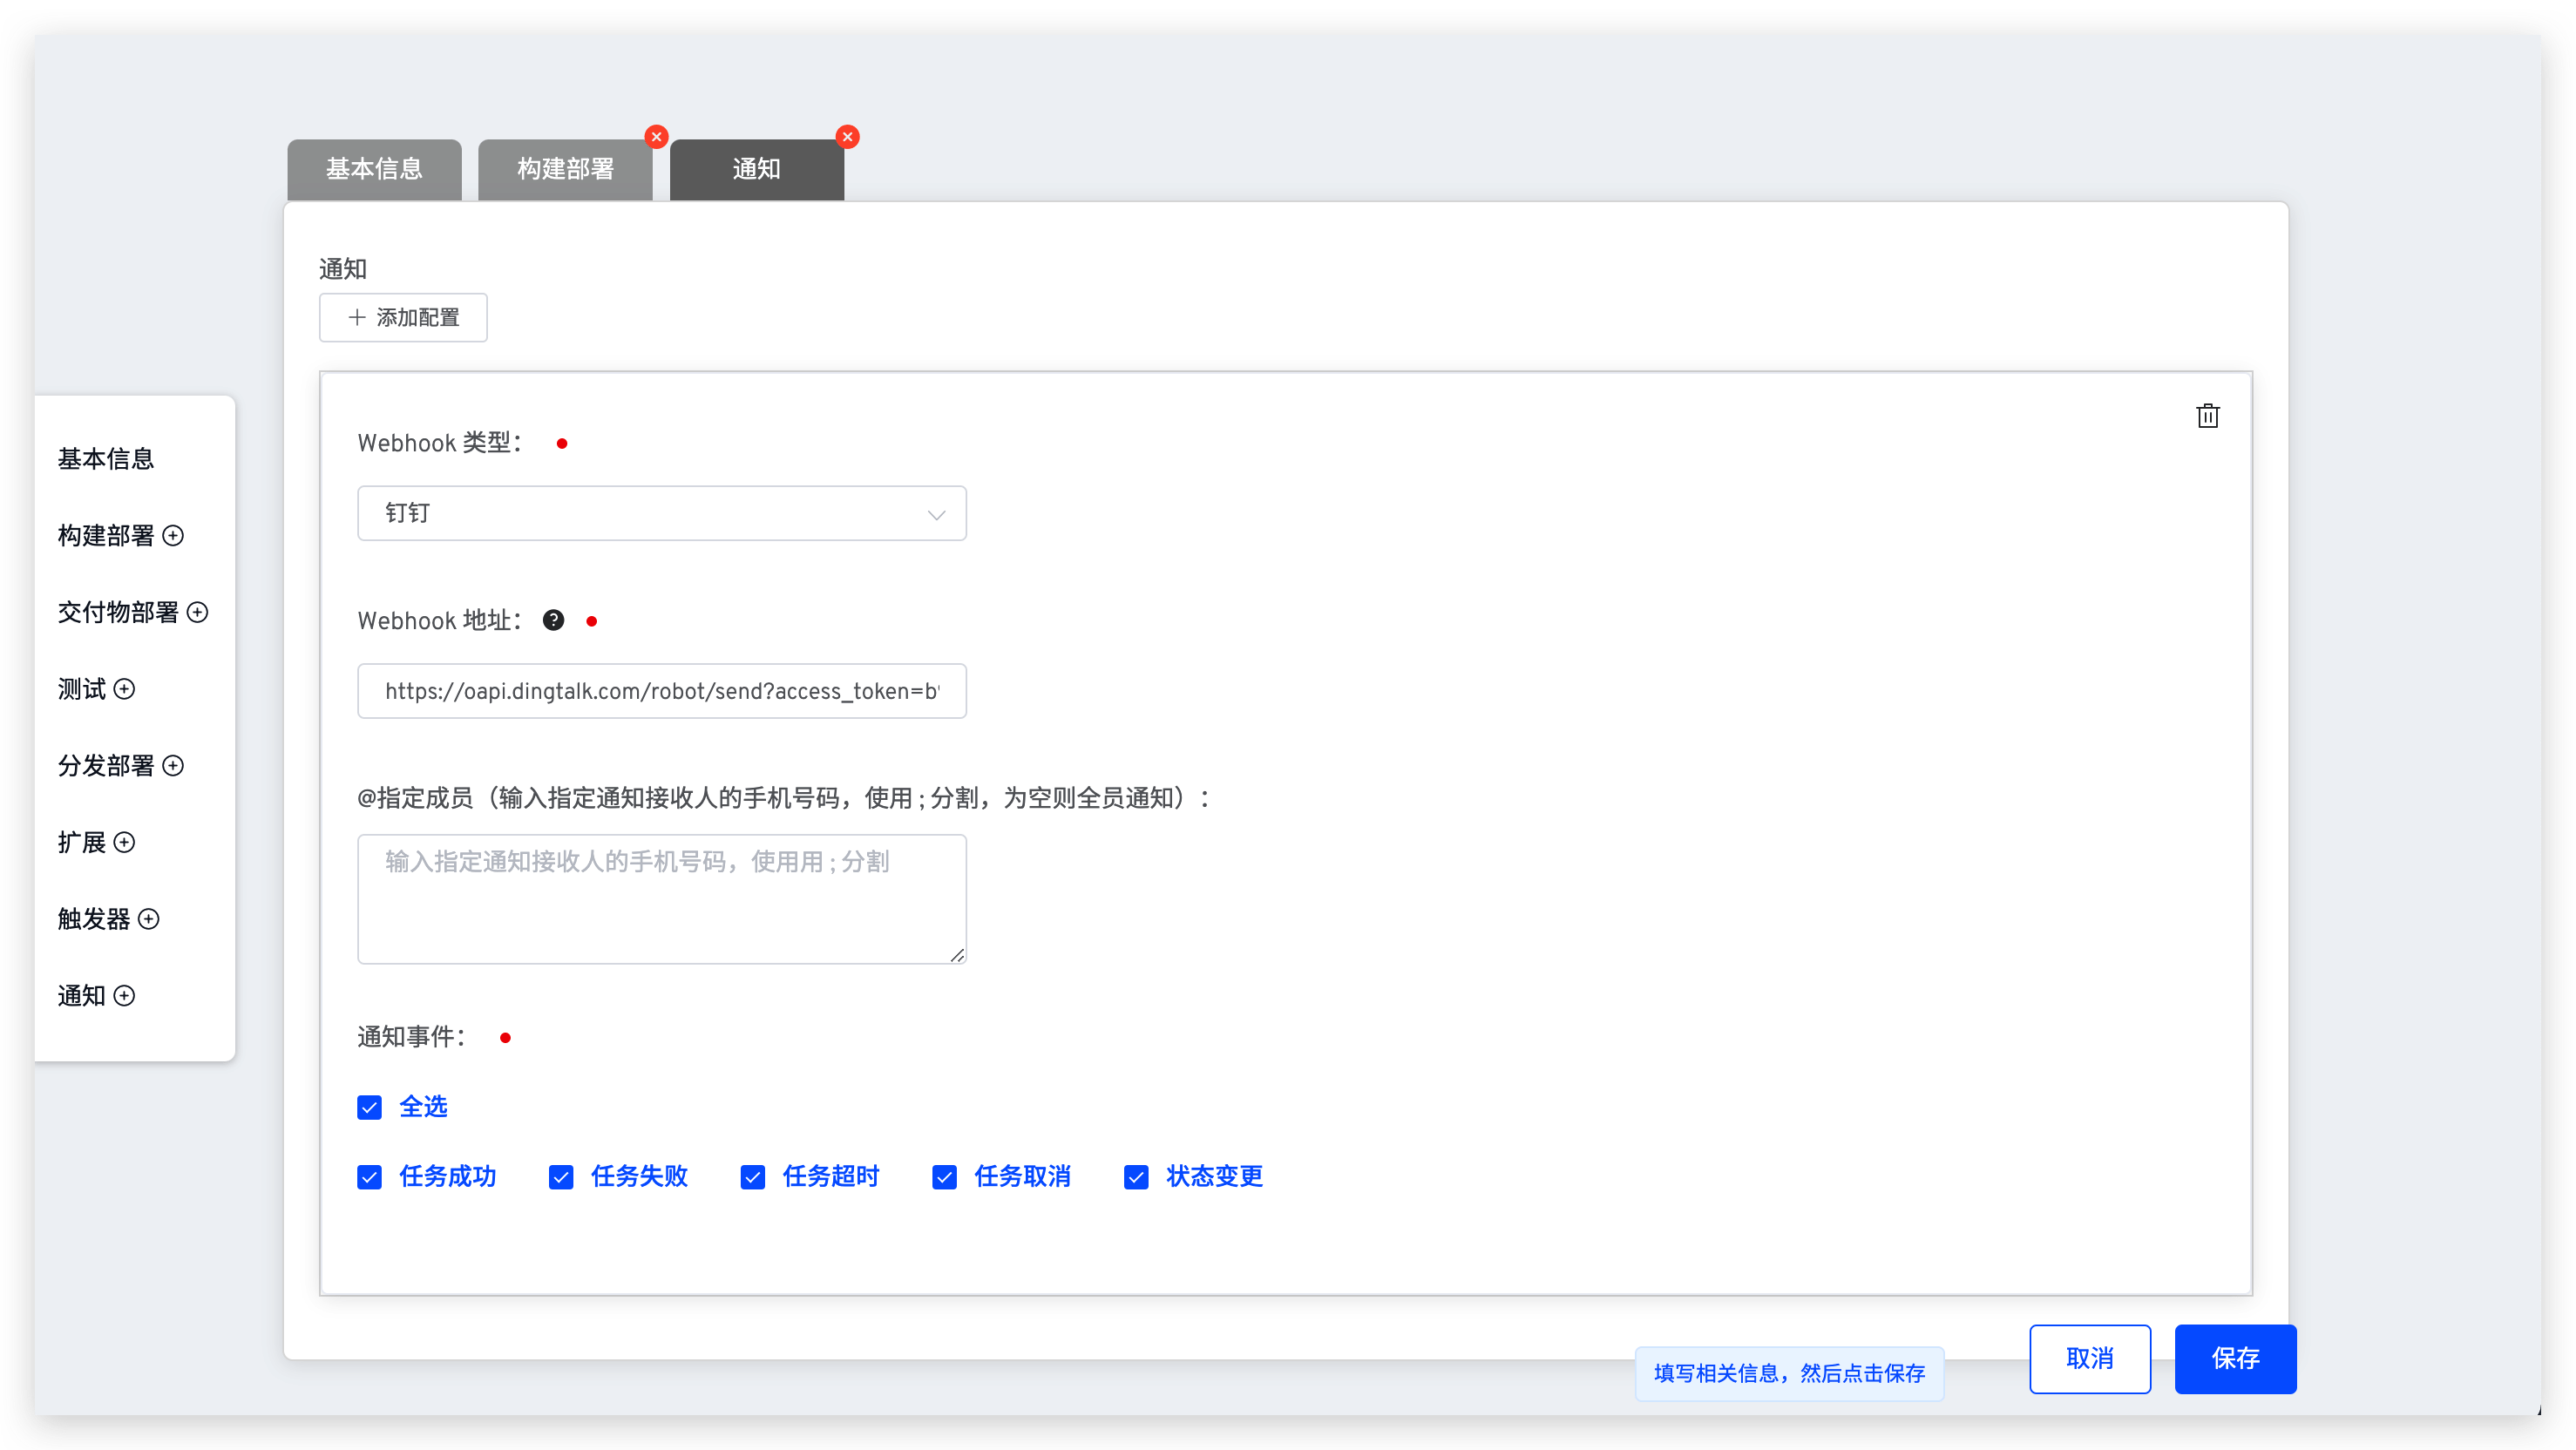 基本信息
构建部署
通知
通知
添加配置
Webhook 类型：
钉钉
Webhook 地址：
https://oapi.dingtalk.com/robot/send?access_token=b
@指定成员（输入指定通知接收人的手机号码，使用 ; 分割，为空则全员通知）：
输入指定通知接收人的手机号码，使用用 ; 分割
通知事件：
全选
任务成功 任务失败 任务超时 任务取消 状态变更
基本信息
构建部署
交付物部署
测试
分发部署
扩展
触发器
通知
填写相关信息，然后点击保存
取消
保存